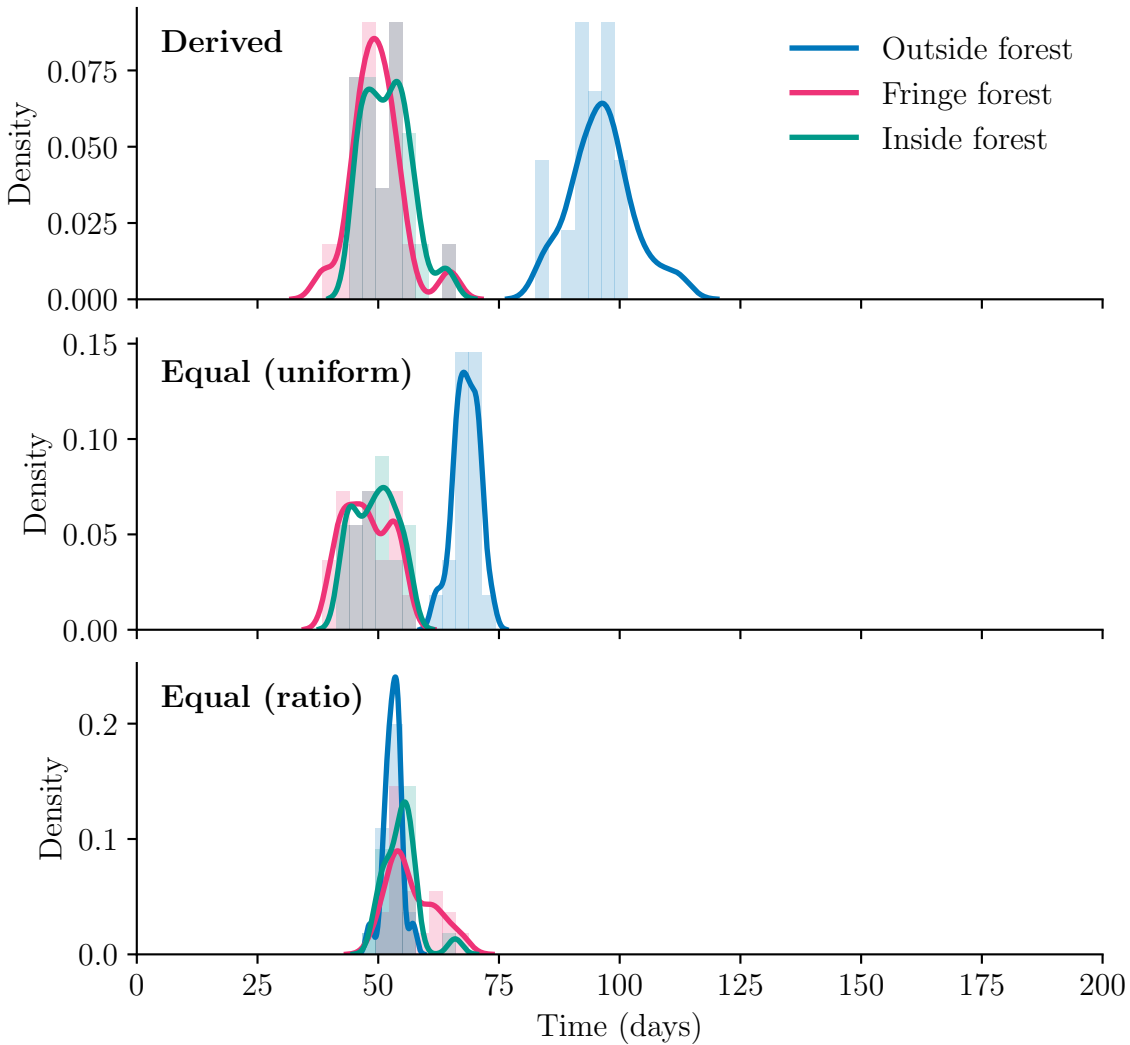 Derived
Outside forest
Fringe forest
Inside forest
Density
0.075
0.050
0.025
0.000
Equal (uniform)
Density
0.15
0.10
0.05
0.00
Equal (ratio)
Density
0.2
0.1
0.0
0 25 50 75 100 125 150 175 200
Time (days)